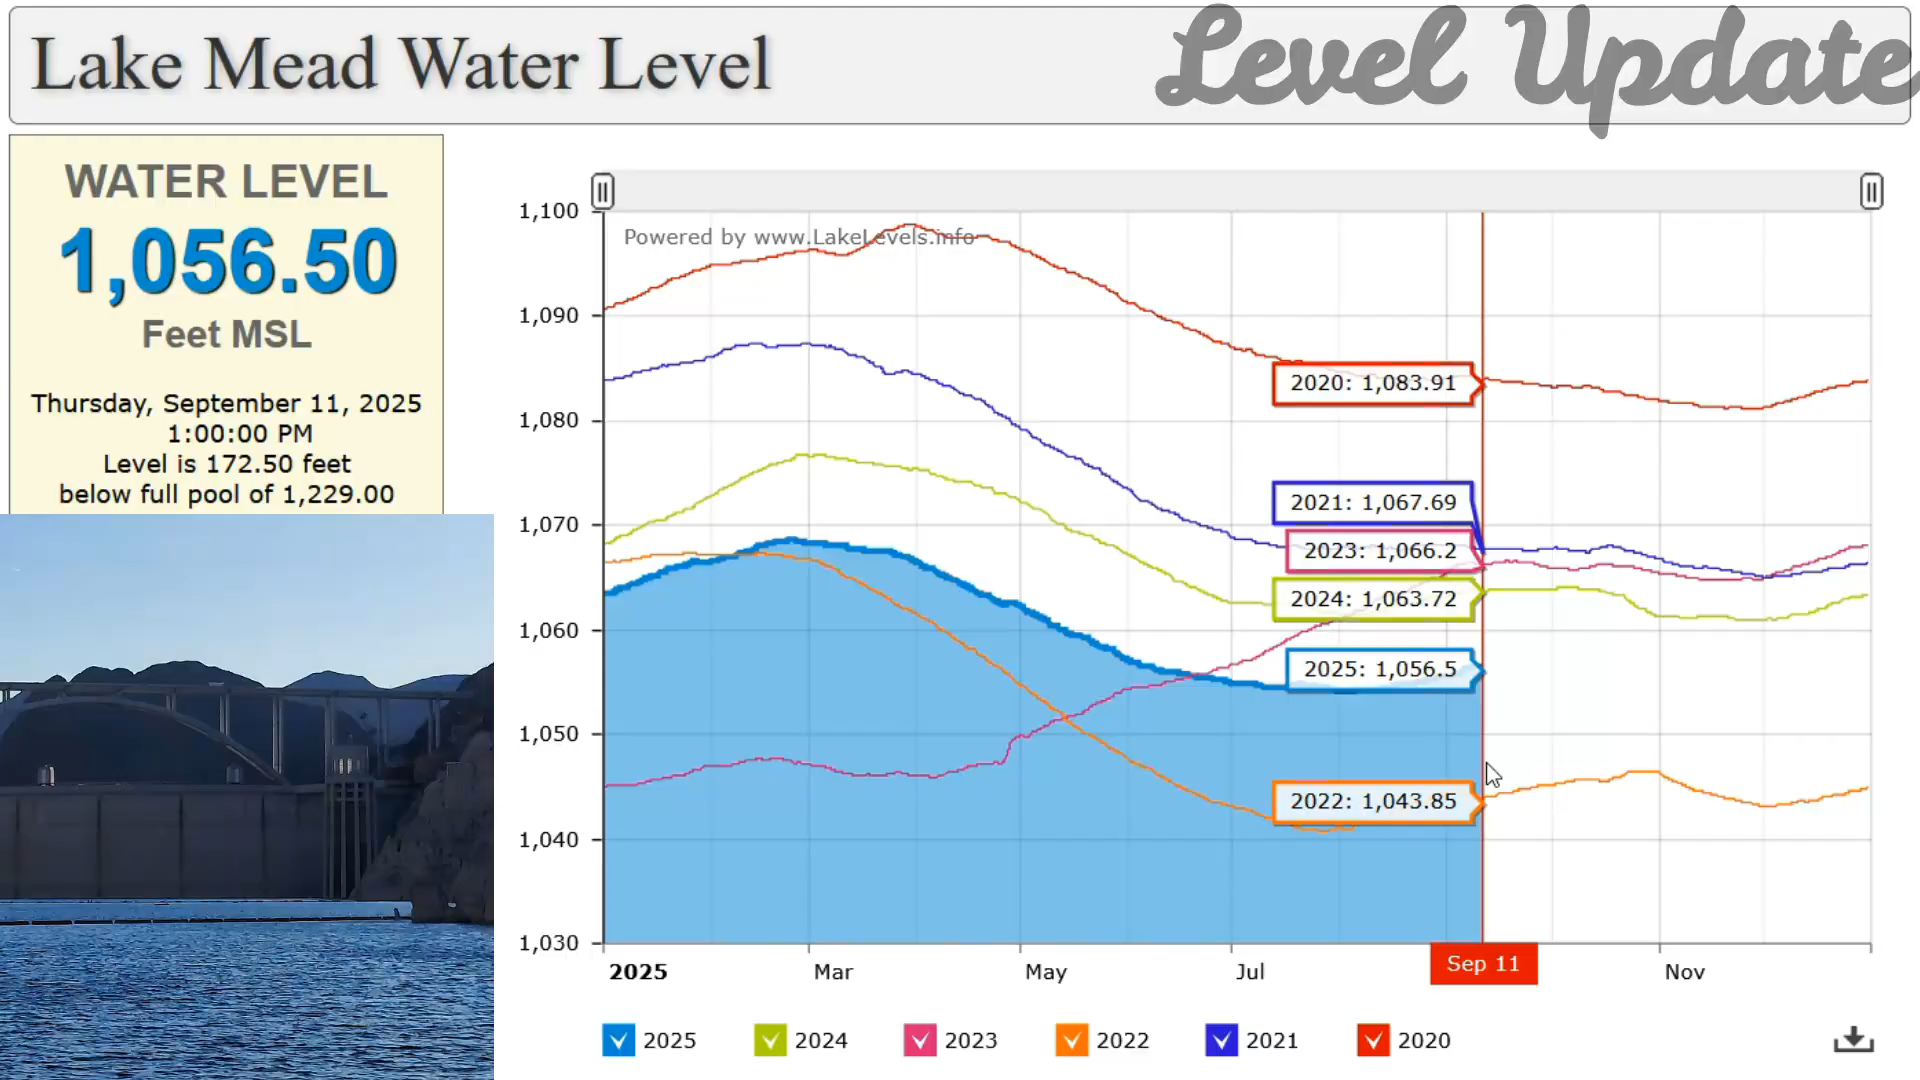 Lake Mead Water Level
Level Update
WATER LEVEL
1,056.50
Feet MSL
Thursday, September 11, 2025
1:00:00 PM
Level is 172.50 feet
below full pool of 1,229.00
Powered by www.LakeLevels.info
1,100
1,090
1,080
1,070
1,060
1,050
1,040
1,030
2020: 1,083.91
2021: 1,067.69
2023: 1,066.2
2024: 1,063.72
2025: 1,056.5
2022: 1,043.85
2025 Mar May Jul Sep 11 Nov
2025 2024 2023 2022 2021 2020